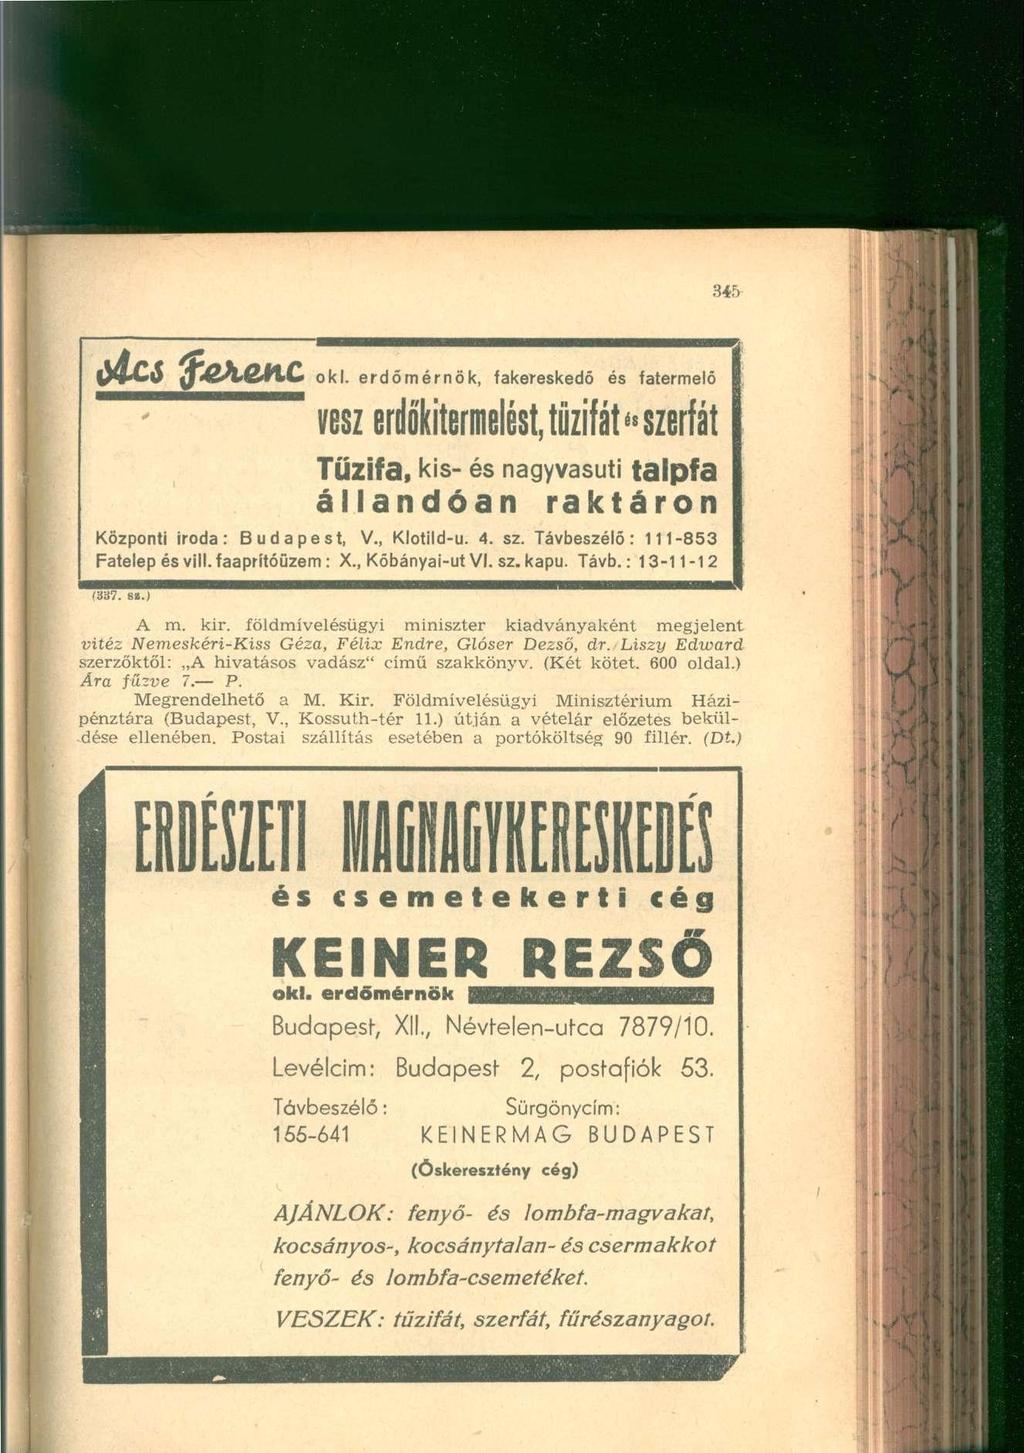 345
Ács Ferenc okl. erdőmérnök, fakereskedő és fatermelő
vesz erdőkitermelést, tüzifát és szerfát
Tűzifa, kis- és nagyvasuti talpfa
állandóan raktáron
Központi iroda: Budapest, V., Klotild-u. 4. sz. Távbeszélő: 111-853
Fatelep és vill. faaprítóüzem: X., Kőbányai-ut VI. sz. kapu. Távb.: 13-11-12
(337. sz.)
A m. kir. földmívelésügyi miniszter kiadványaként megjelent
vitéz Nemeskéri-Kiss Géza, Félix Endre, Glóser Dezső, dr. Liszy Edward
szerzőktől: „A hivatásos vadász“ című szakkönyv. (Két kötet. 600 oldal.)
Ára fűzve 7.— P.
Megrendelhető a M. Kir. Földmívelésügyi Minisztérium Házi-
pénztára (Budapest, V., Kossuth-tér 11.) útján a vételár előzetes bekül-
dése ellenében. Postai szállítás esetében a portóköltség 90 fillér. (Dt.)
ERDÉSZETI MAGNAGYKERESKEDÉS
és csemetekerti cég
KEINER REZSŐ
okl. erdőmérnök
Budapest, XII., Névtelen-utca 7879/10.
Levélcim: Budapest 2, postafiók 53.
Távbeszélő: Sürgönycím:
155-641 KEINERMAG BUDAPEST
(Őskeresztény cég)
AJÁNLOK: fenyő- és lombfa-magvakat,
kocsányos-, kocsánytalan- és csermakkot
fenyő- és lombfa-csemetéket.
VESZEK: tűzifát, szerfát, fűrészanyagot.